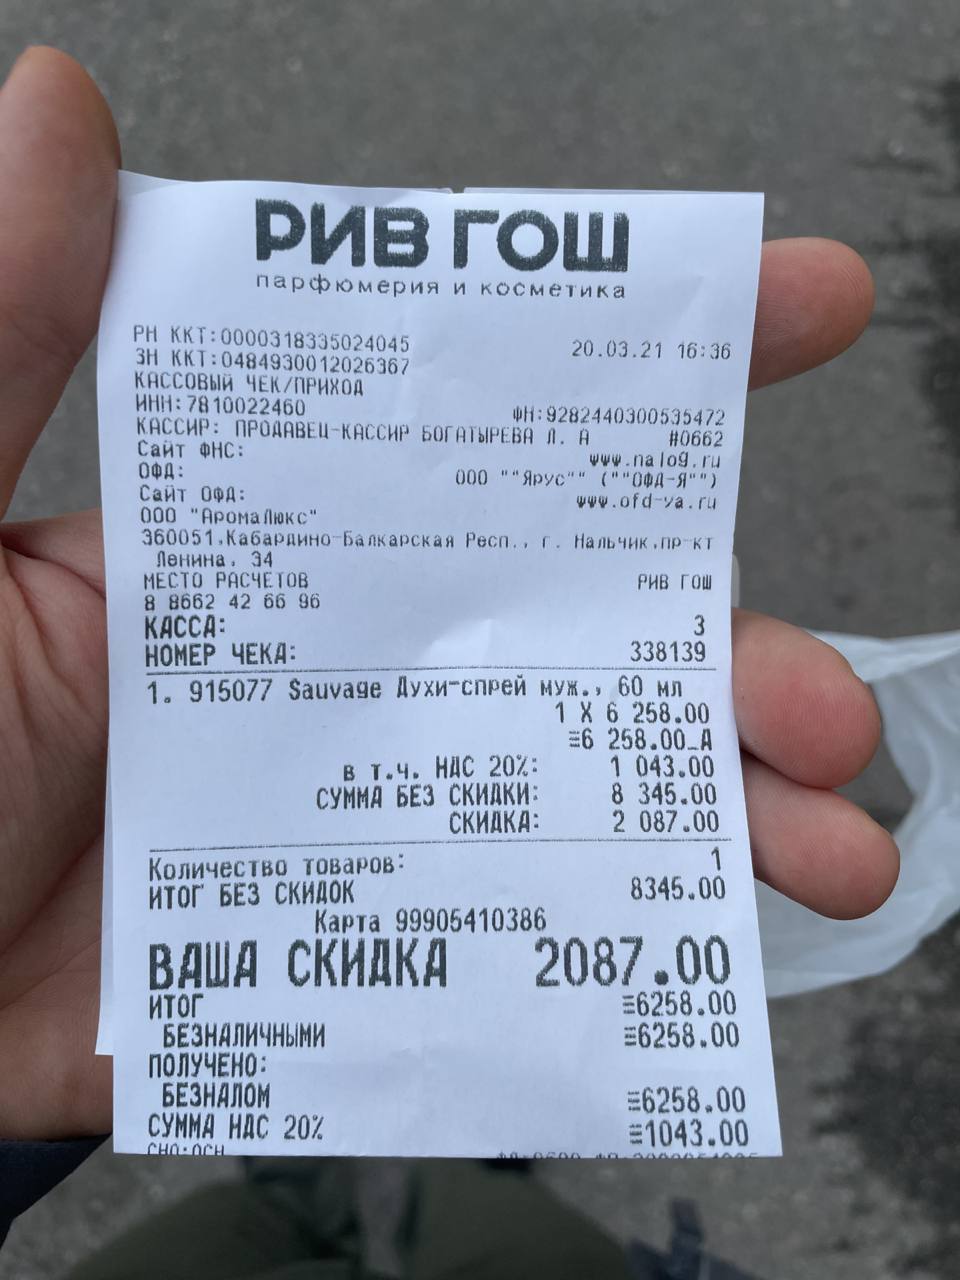 РИВ ГОШ
парфюмерия и косметика
РН ККТ:0000318335024045
20.03.21 16:36
ЗН ККТ:0484930012026367
КАССОВЫЙ ЧЕК/ПРИХОД
ИНН:7810022460 ФН:9282440300535472
КАССИР: ПРОДАВЕЦ-КАССИР БОГАТЫРЕВА Л. А #0662
Сайт ФНС: www.nalog.ru
ОФД: ООО ""Ярус"" (""ОФД-Я"")
Сайт ОФД: www.ofd-ya.ru
ООО "АромаЛюкс"
360051,Кабардино-Балкарская Респ., г. Нальчик,пр-кт
Ленина, 34
МЕСТО РАСЧЕТОВ РИВ ГОШ
8 8662 42 66 96
КАССА: 3
НОМЕР ЧЕКА: 338139
1. 915077 Sauvage Духи-спрей муж., 60 мл
1 X 6 258.00
=6 258.00_А
в т.ч. НДС 20%: 1 043.00
СУММА БЕЗ СКИДКИ: 8 345.00
СКИДКА: 2 087.00
Количество товаров: 1
ИТОГ БЕЗ СКИДОК 8345.00
Карта 99905410386
ВАША СКИДКА 2087.00
ИТОГ =6258.00
БЕЗНАЛИЧНЫМИ =6258.00
ПОЛУЧЕНО:
БЕЗНАЛОМ =6258.00
СУММА НДС 20% =1043.00
СНО:ОСН